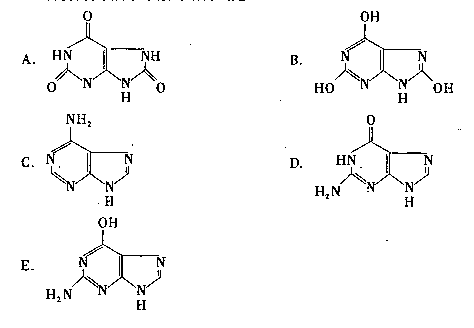 O OH
A. HN NH O N N H O
B. N N HO N N H OH
NH₂ O
C. N N N N H
D. HN N H₂N N N H
OH
E. N N H₂N N N H